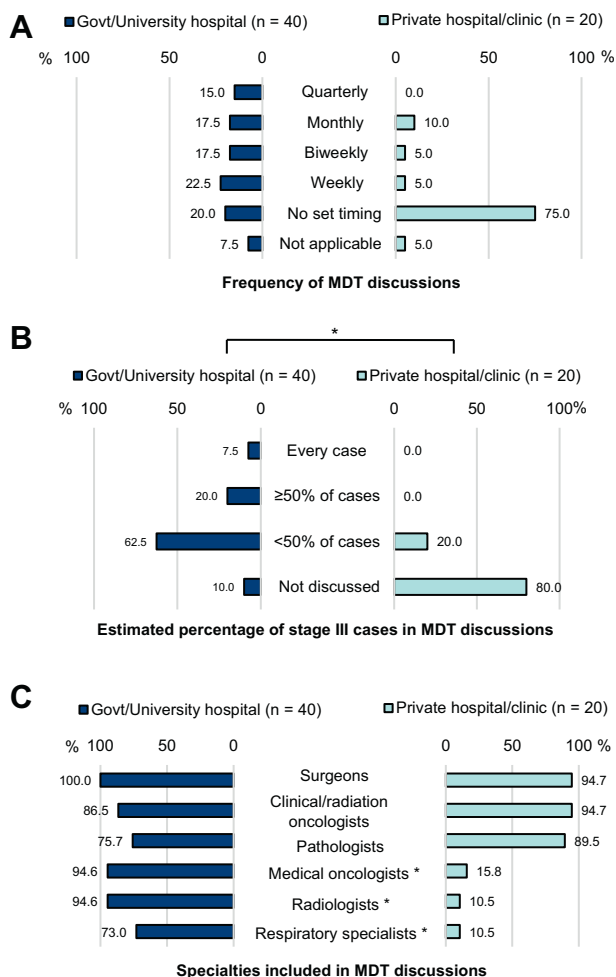 A
Govt/University hospital (n = 40) Private hospital/clinic (n = 20)
% 100 50 0 0 50 100 %
15.0 Quarterly 0.0
17.5 Monthly 10.0
17.5 Biweekly 5.0
22.5 Weekly 5.0
20.0 No set timing 75.0
7.5 Not applicable 5.0
Frequency of MDT discussions
B
*
Govt/University hospital (n = 40) Private hospital/clinic (n = 20)
% 100 50 0 0 50 100%
7.5 Every case 0.0
20.0 ≥50% of cases 0.0
62.5 <50% of cases 20.0
10.0 Not discussed 80.0
Estimated percentage of stage III cases in MDT discussions
C
Govt/University hospital (n = 40) Private hospital/clinic (n = 20)
% 100 50 0 0 50 100 %
100.0 Surgeons 94.7
86.5 Clinical/radiation 94.7
oncologists
75.7 Pathologists 89.5
94.6 Medical oncologists * 15.8
94.6 Radiologists * 10.5
73.0 Respiratory specialists * 10.5
Specialties included in MDT discussions